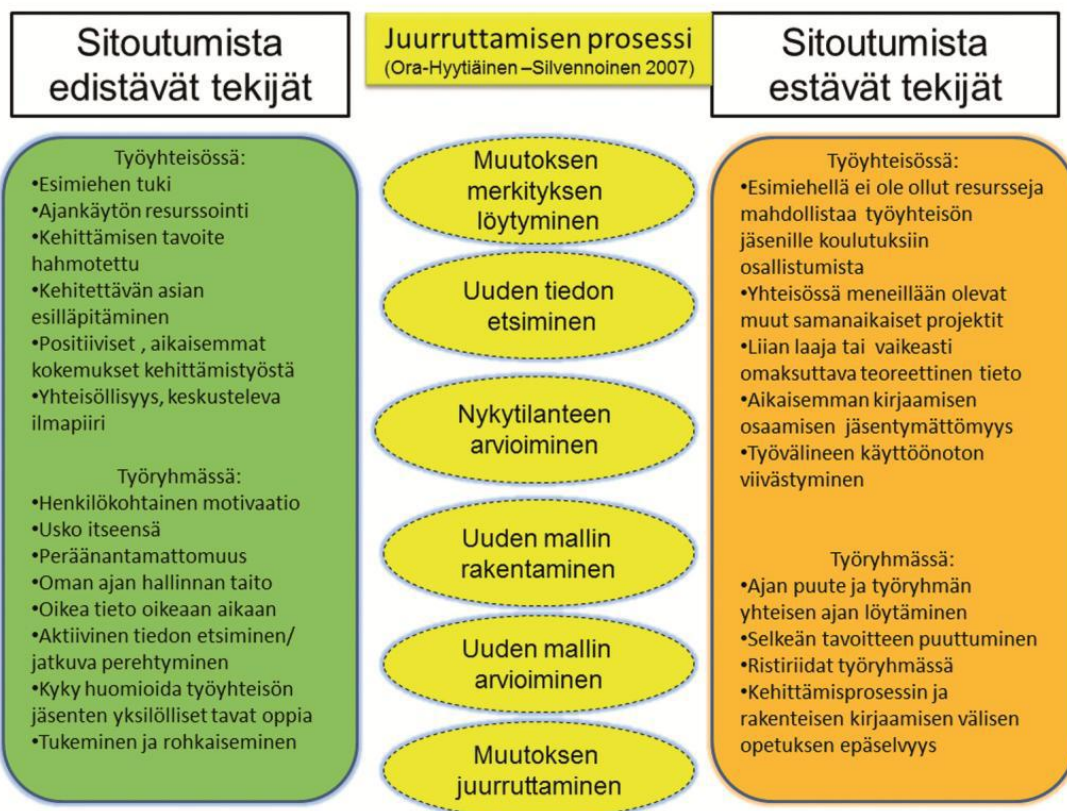 Sitoutumista
edistävät tekijät
Työyhteisössä:
•Esimiehen tuki
•Ajankäytön resurssointi
•Kehittämisen tavoite
hahmotettu
•Kehitettävän asian
esilläpitäminen
•Positiiviset , aikaisemmat
kokemukset kehittämistyöstä
•Yhteisöllisyys, keskusteleva
ilmapiiri
Työryhmässä:
•Henkilökohtainen motivaatio
•Usko itseensä
•Peräänantamattomuus
•Oman ajan hallinnan taito
•Oikea tieto oikeaan aikaan
•Aktiivinen tiedon etsiminen/
jatkuva perehtyminen
•Kyky huomioida työyhteisön
jäsenten yksilölliset tavat oppia
•Tukeminen ja rohkaiseminen
Juurruttamisen prosessi
(Ora-Hyytiäinen –Silvennoinen 2007)
Muutoksen
merkityksen
löytyminen
Uuden tiedon
etsiminen
Nykytilanteen
arvioiminen
Uuden mallin
rakentaminen
Uuden mallin
arvioiminen
Muutoksen
juurruttaminen
Sitoutumista
estävät tekijät
Työyhteisössä:
•Esimiehellä ei ole ollut resursseja
mahdollistaa työyhteisön
jäsenille koulutuksiin
osallistumista
•Yhteisössä meneillään olevat
muut samanaikaiset projektit
•Liian laaja tai vaikeasti
omaksuttava teoreettinen tieto
•Aikaisemman kirjaamisen
osaamisen jäsentymättömyys
•Työvälineen käyttöönoton
viivästyminen
Työryhmässä:
•Ajan puute ja työryhmän
yhteisen ajan löytäminen
•Selkeän tavoitteen puuttuminen
•Ristiriidat työryhmässä
•Kehittämisprosessin ja
rakenteisen kirjaamisen välisen
opetuksen epäselvyys